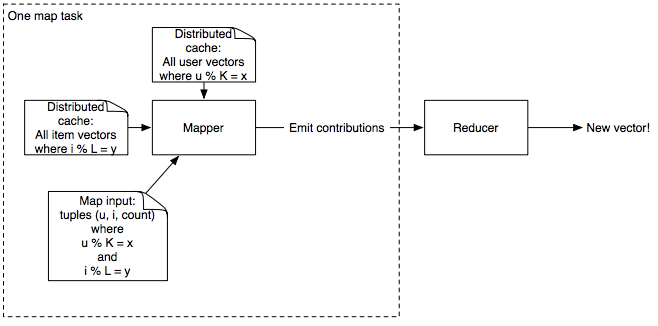 One map task
Distributed
cache:
All user vectors
where u % K = x
Distributed
cache:
All item vectors
where i % L = y
Mapper
Emit contributions
Reducer
New vector!
Map input:
tuples (u, i, count)
where
u % K = x
and
i % L = y